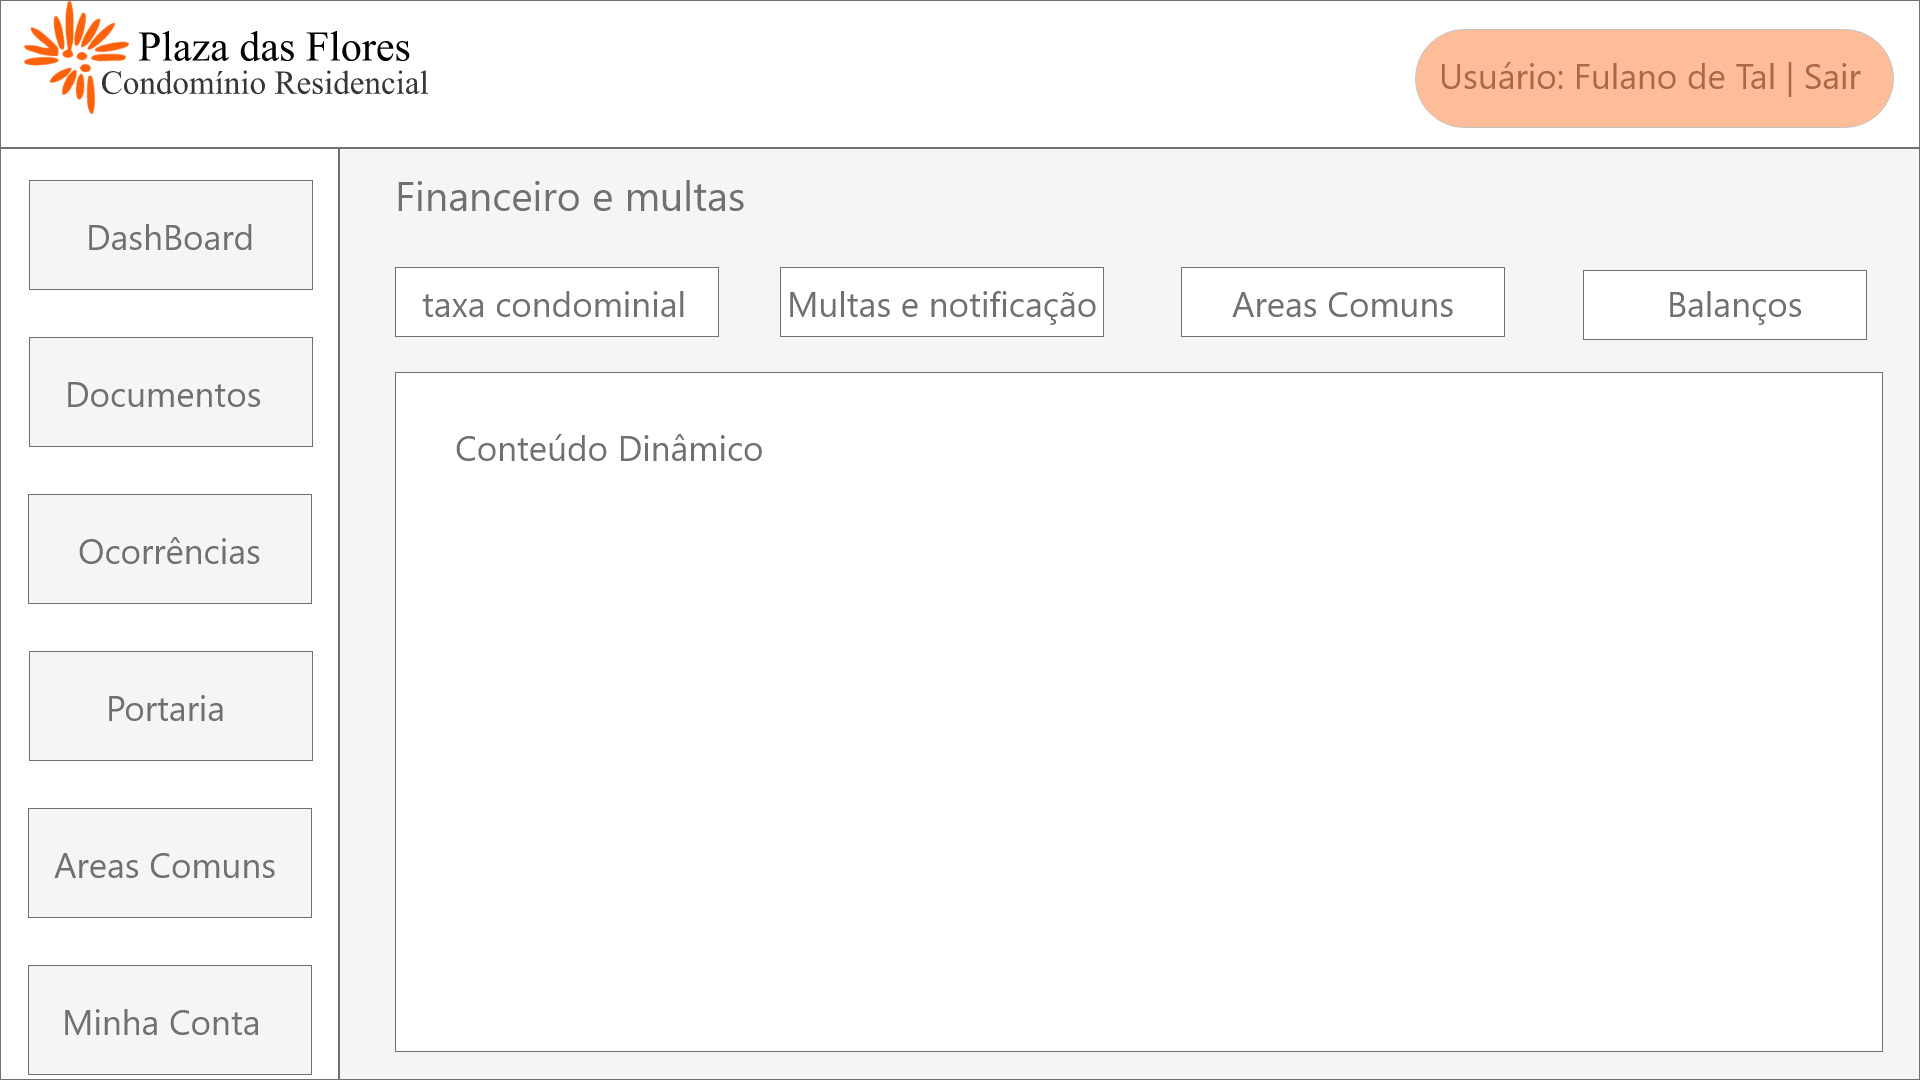 Plaza das Flores
Condomínio Residencial
Usuário: Fulano de Tal | Sair
DashBoard
Documentos
Ocorrências
Portaria
Areas Comuns
Minha Conta
Financeiro e multas
taxa condominial
Multas e notificação
Areas Comuns
Balanços
Conteúdo Dinâmico